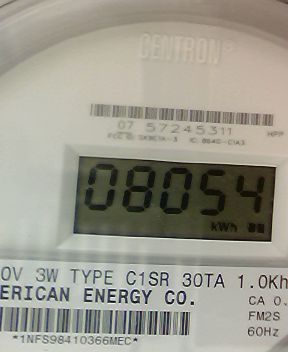 CENTRON®
07 57245311
HPP
08054
kWh
0V 3W TYPE C1SR 30TA 1.0Kh
ERICAN ENERGY CO.
CA 0.
FM2S
60Hz
*1NFS98410366MEC*